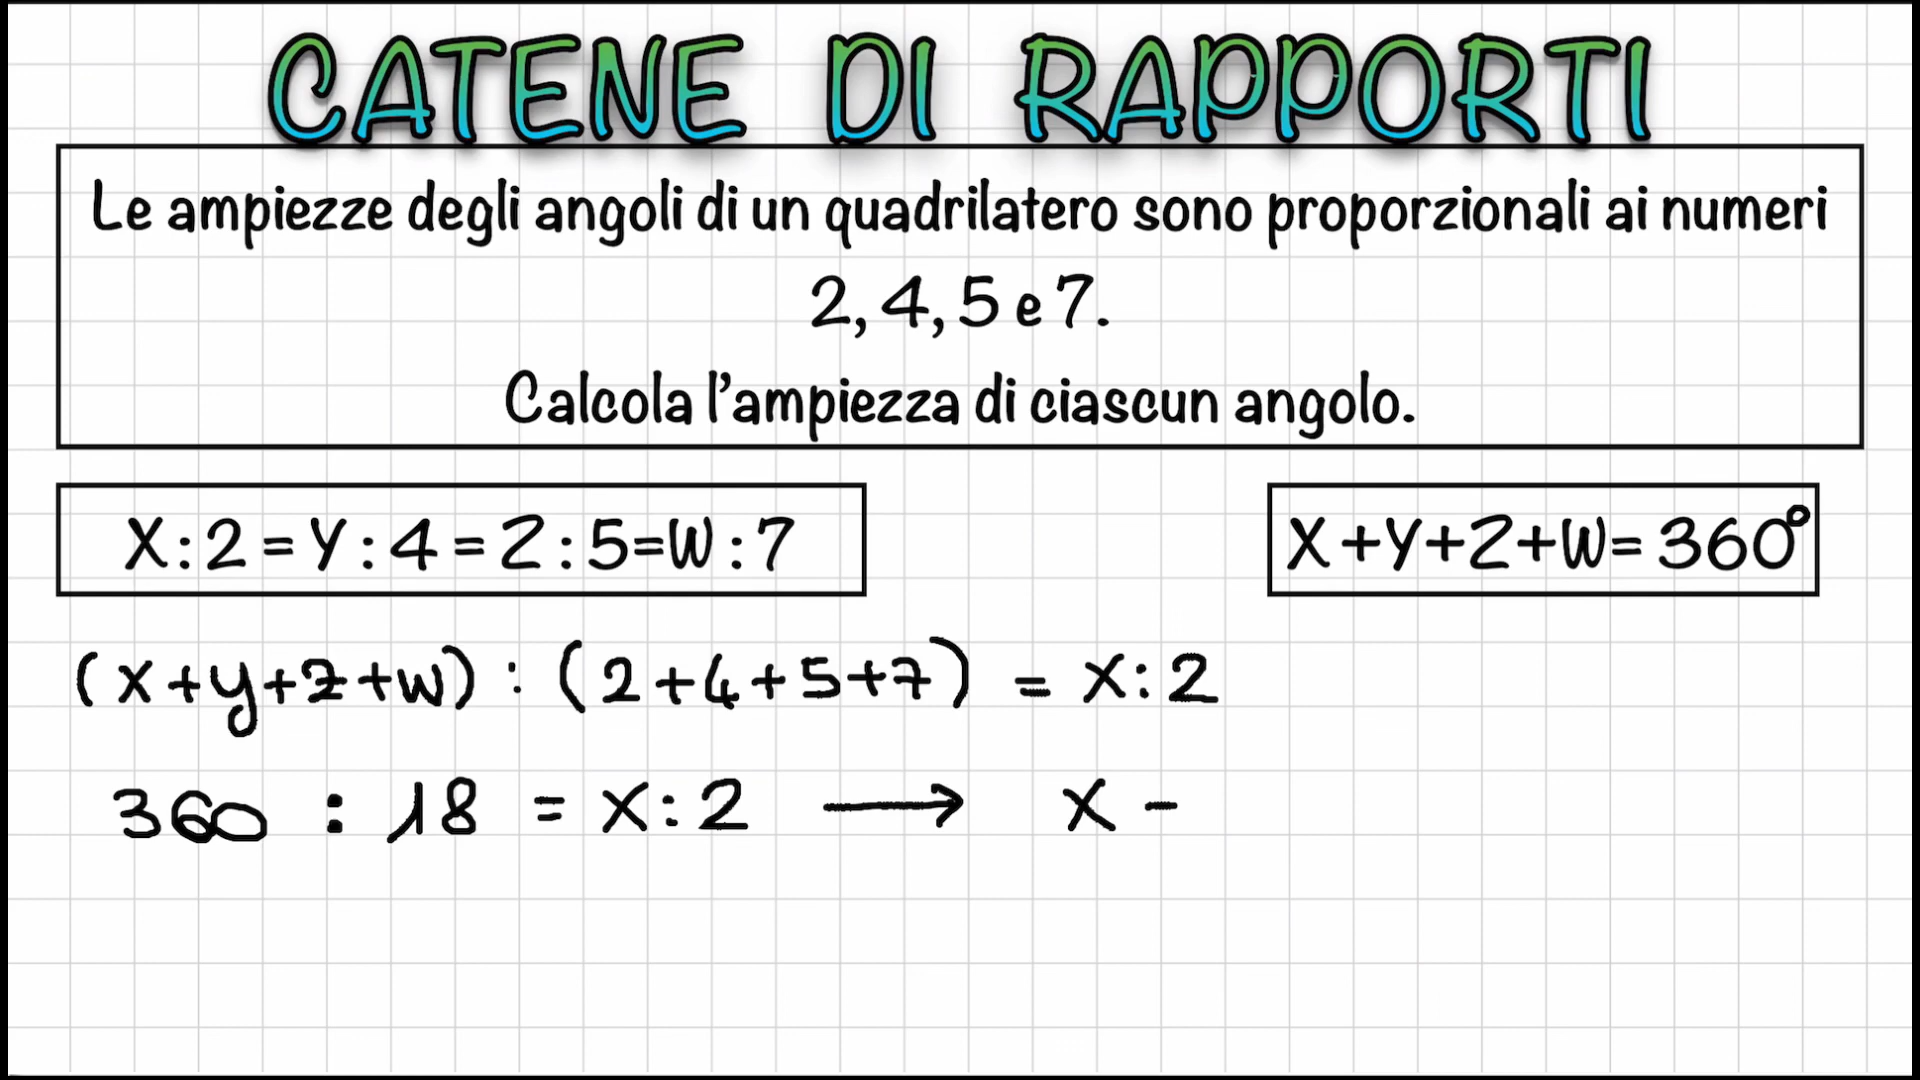 CATENE DI RAPPORTI
Le ampiezze degli angoli di un quadrilatero sono proporzionali ai numeri
2, 4, 5 e 7.
Calcola l'ampiezza di ciascun angolo.
X:2=Y:4=Z:5=W:7
X+Y+Z+W=360°
(x+y+z+w) : (2+4+5+7) = x:2
360 : 18 = x:2 → x -